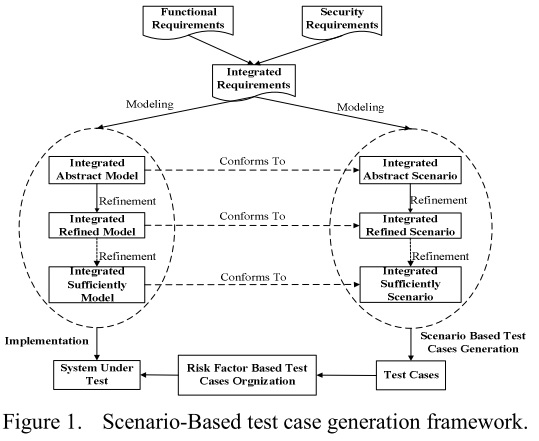 Functional
Requirements
Security
Requirements
Integrated
Requirements
Modeling
Modeling
Integrated
Abstract Model
Conforms To
Integrated
Abstract Scenario
Refinement
Refinement
Integrated
Refined Model
Conforms To
Integrated
Refined Scenario
Refinement
Refinement
Integrated
Sufficiently
Model
Conforms To
Integrated
Sufficiently
Scenario
Implementation
Scenario Based Test
Cases Generation
System Under
Test
Risk Factor Based Test
Cases Orgnization
Test Cases
Figure 1. Scenario-Based test case generation framework.